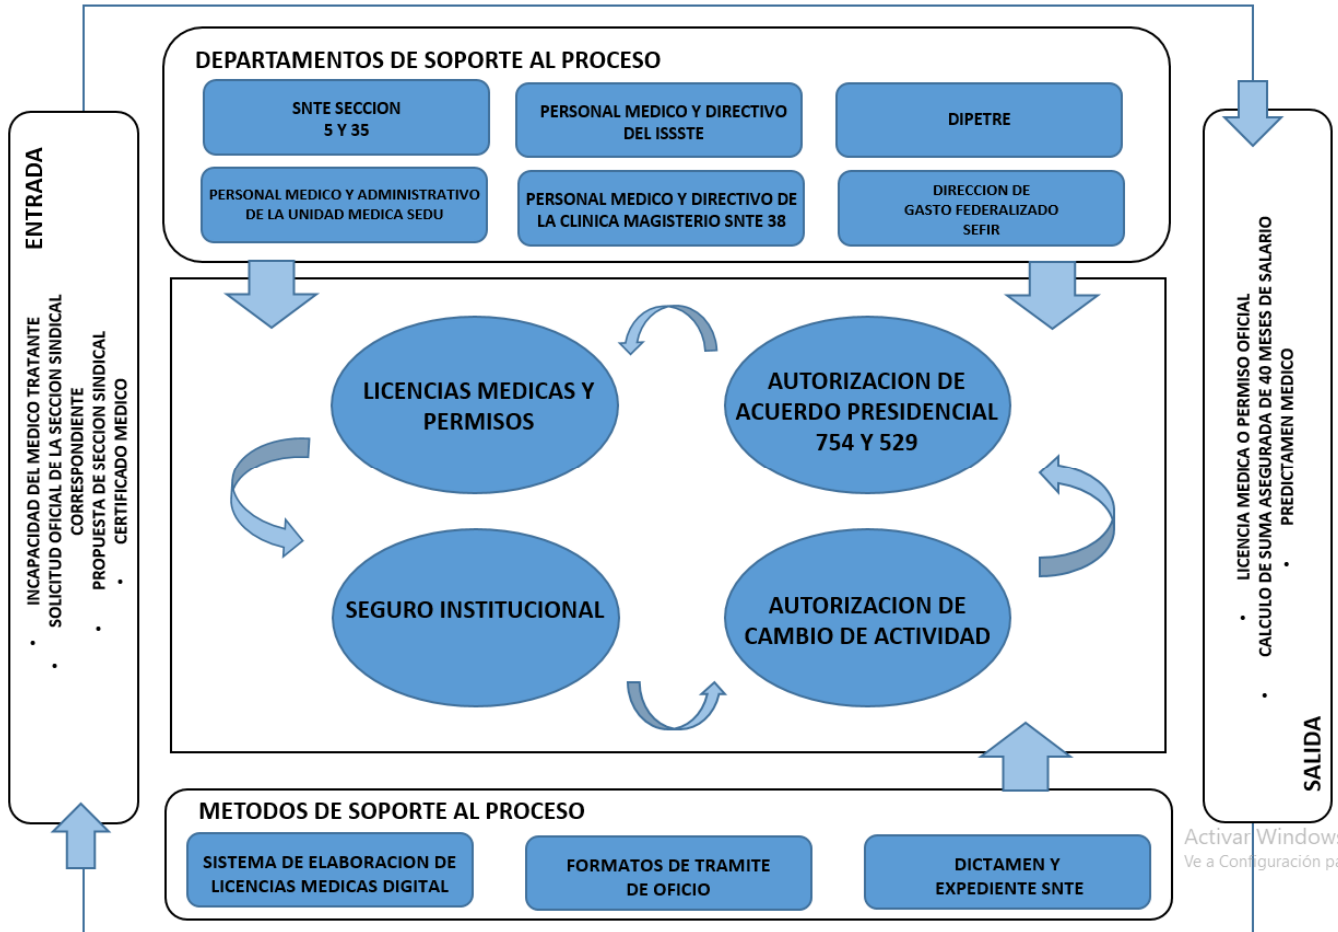 DEPARTAMENTOS DE SOPORTE AL PROCESO
SNTE SECCION
5 Y 35
PERSONAL MEDICO Y DIRECTIVO
DEL ISSSTE
DIPETRE
PERSONAL MEDICO Y ADMINISTRATIVO
DE LA UNIDAD MEDICA SEDU
PERSONAL MEDICO Y DIRECTIVO DE
LA CLINICA MAGISTERIO SNTE 38
DIRECCION DE
GASTO FEDERALIZADO
SEFIR
ENTRADA
• INCAPACIDAD DEL MEDICO TRATANTE
• SOLICITUD OFICIAL DE LA SECCION SINDICAL
CORRESPONDIENTE
• PROPUESTA DE SECCION SINDICAL
• CERTIFICADO MEDICO
LICENCIAS MEDICAS Y
PERMISOS
AUTORIZACION DE
ACUERDO PRESIDENCIAL
754 Y 529
SEGURO INSTITUCIONAL
AUTORIZACION DE
CAMBIO DE ACTIVIDAD
• LICENCIA MEDICA O PERMISO OFICIAL
• CALCULO DE SUMA ASEGURADA DE 40 MESES DE SALARIO
• PREDICTAMEN MEDICO
SALIDA
METODOS DE SOPORTE AL PROCESO
SISTEMA DE ELABORACION DE
LICENCIAS MEDICAS DIGITAL
FORMATOS DE TRAMITE
DE OFICIO
DICTAMEN Y
EXPEDIENTE SNTE
Activar Windows
Ve a Configuración pa